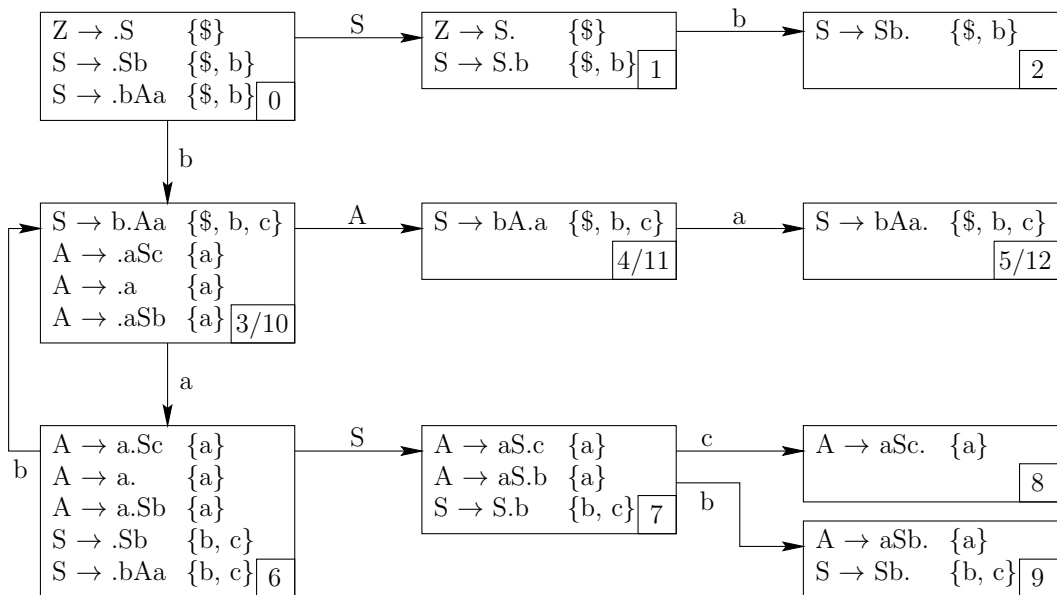 Z → .S {$}
S → .Sb {$, b}
S → .bAa {$, b}
0
S
Z → S. {$}
S → S.b {$, b}
1
b
S → Sb. {$, b}
2
b
S → b.Aa {$, b, c}
A → .aSc {a}
A → .a {a}
A → .aSb {a}
3/10
A
S → bA.a {$, b, c}
4/11
a
S → bAa. {$, b, c}
5/12
a
b
A → a.Sc {a}
A → a. {a}
A → a.Sb {a}
S → .Sb {b, c}
S → .bAa {b, c}
6
S
A → aS.c {a}
A → aS.b {a}
S → S.b {b, c}
7
c
A → aSc. {a}
8
b
A → aSb. {a}
S → Sb. {b, c}
9